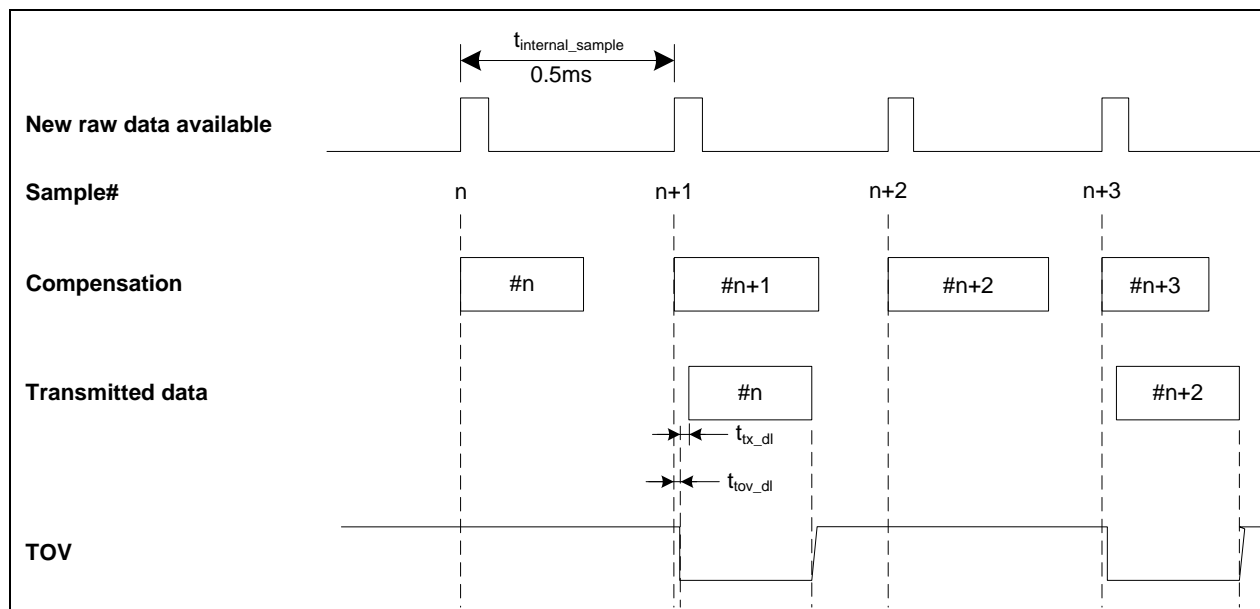 t_internal_sample
0.5ms
New raw data available
Sample#
n
n+1
n+2
n+3
Compensation
#n
#n+1
#n+2
#n+3
Transmitted data
#n
#n+2
t_tx_dl
t_tov_dl
TOV